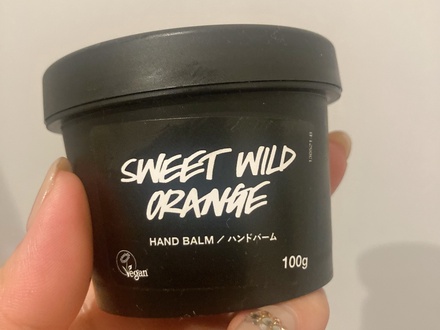 SWEET WILD
ORANGE
HAND BALM / ハンドバーム
Vegan
100g